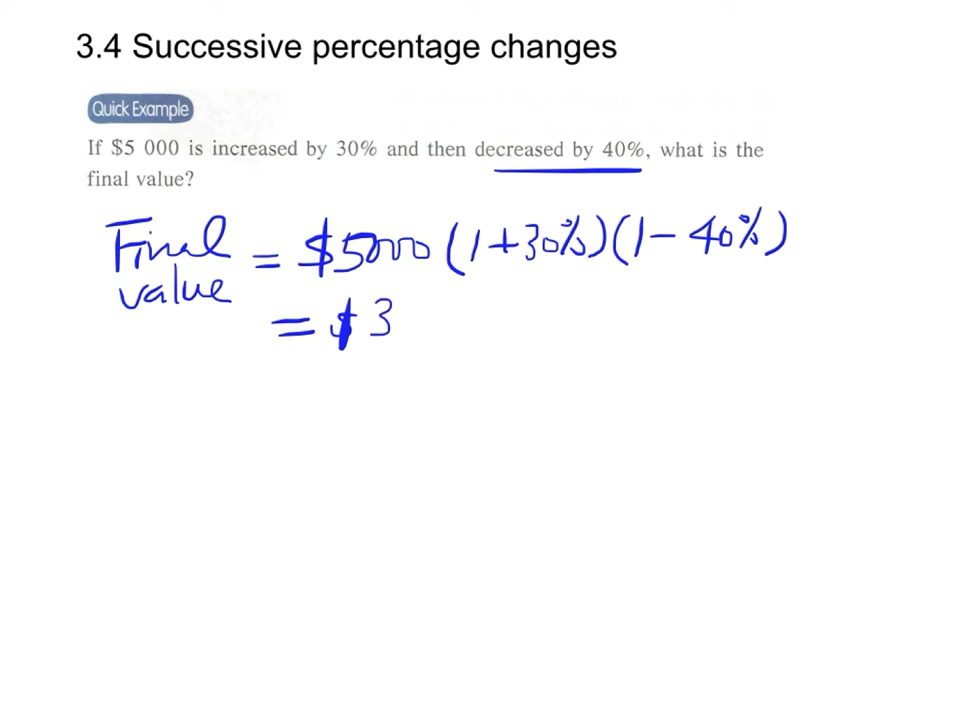 3.4 Successive percentage changes
Quick Example
If $5 000 is increased by 30% and then decreased by 40%, what is the
final value?
Final = $5000 (1+30%)(1-40%)
value
= $3